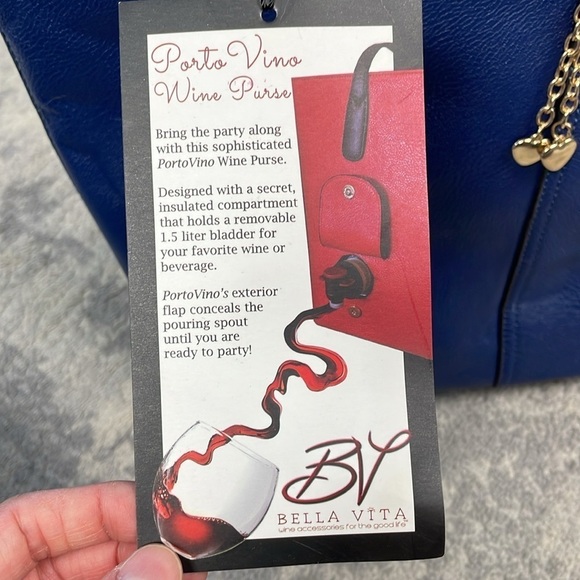 Porto Vino
Wine Purse
Bring the party along
with this sophisticated
PortoVino Wine Purse.
Designed with a secret,
insulated compartment
that holds a removable
1.5 liter bladder for
your favorite wine or
beverage.
PortoVino's exterior
flap conceals the
pouring spout
until you are
ready to party!
BV
BELLA VITA
wine accessories for the good life